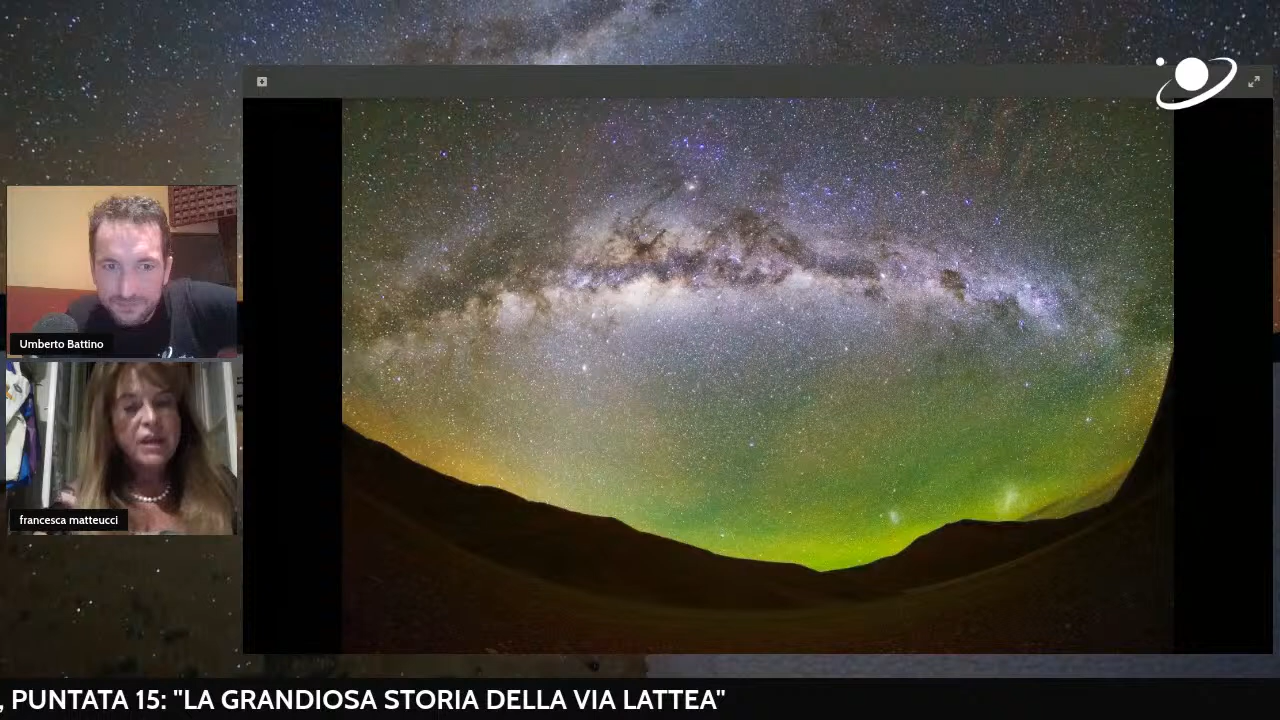 Umberto Battino
francesca matteucci
, PUNTATA 15: "LA GRANDIOSA STORIA DELLA VIA LATTEA"